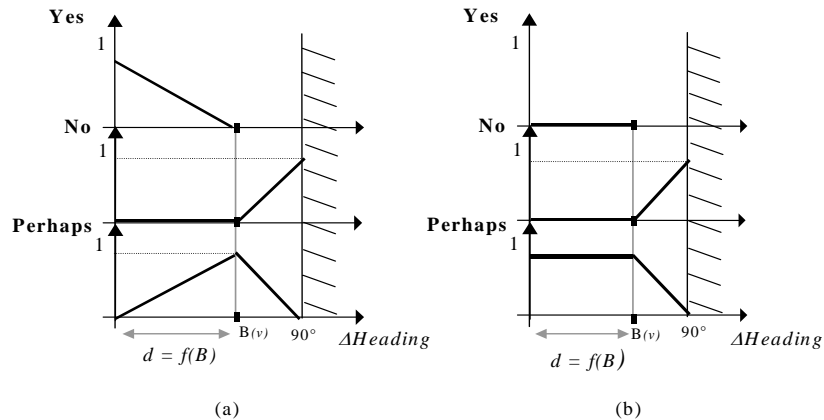 Yes
1
No
1
Perhaps
1
B(v)
90°
ΔHeading
d = f(B)
(a)
Yes
1
No
1
Perhaps
1
B(v)
90°
ΔHeading
d = f(B)
(b)